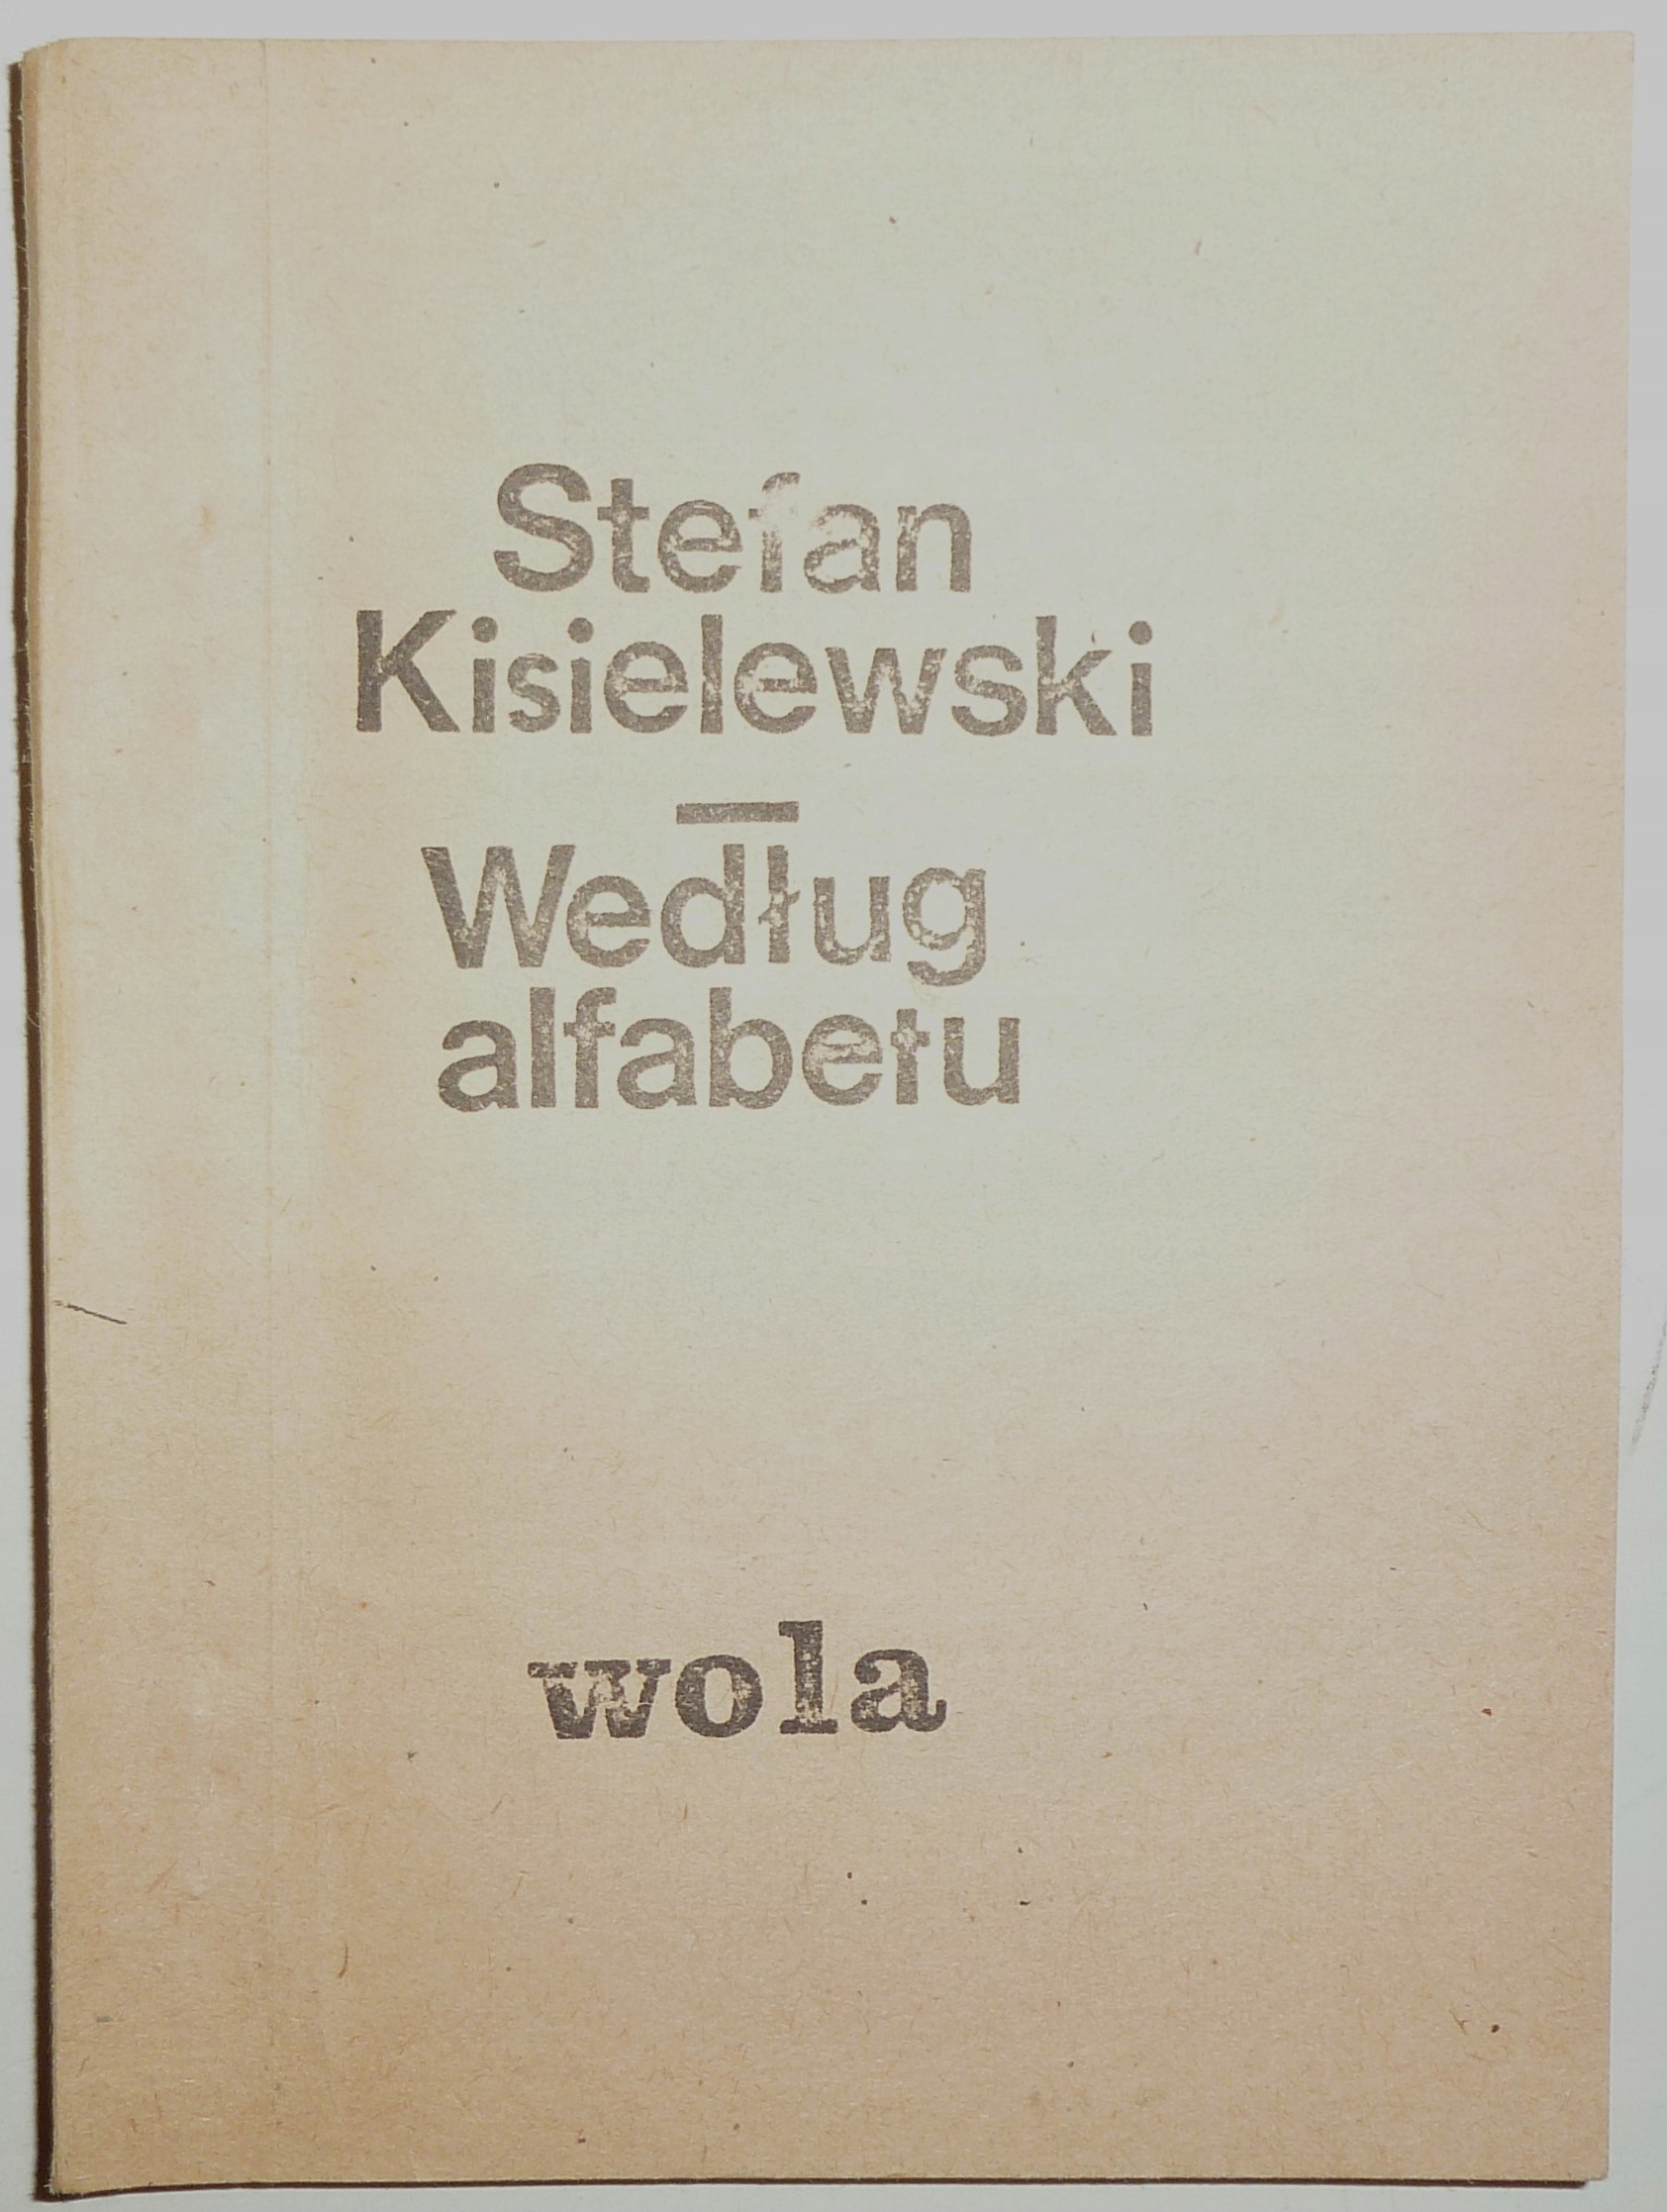 Stefan
Kisielewski
—
Według
alfabetu
wola